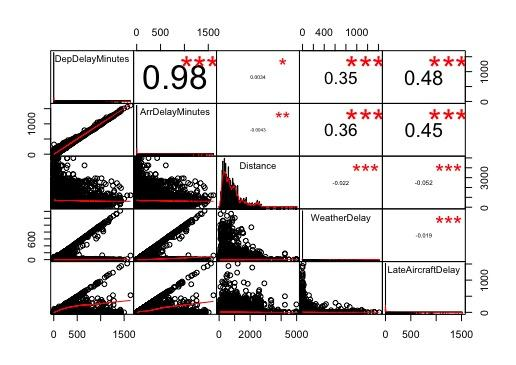 0 500 1500
0 400 1000
DepDelayMinutes
0.98
***
0.0034
*
0.35
***
0.48
***
0 1000
0 1000
ArrDelayMinutes
-0.0043
**
0.36
***
0.45
***
Distance
-0.022
***
-0.052
***
0 3000
0 600
WeatherDelay
-0.019
***
LateAircraftDelay
0 1000
0 500 1500
0 2000 5000
0 500 1500